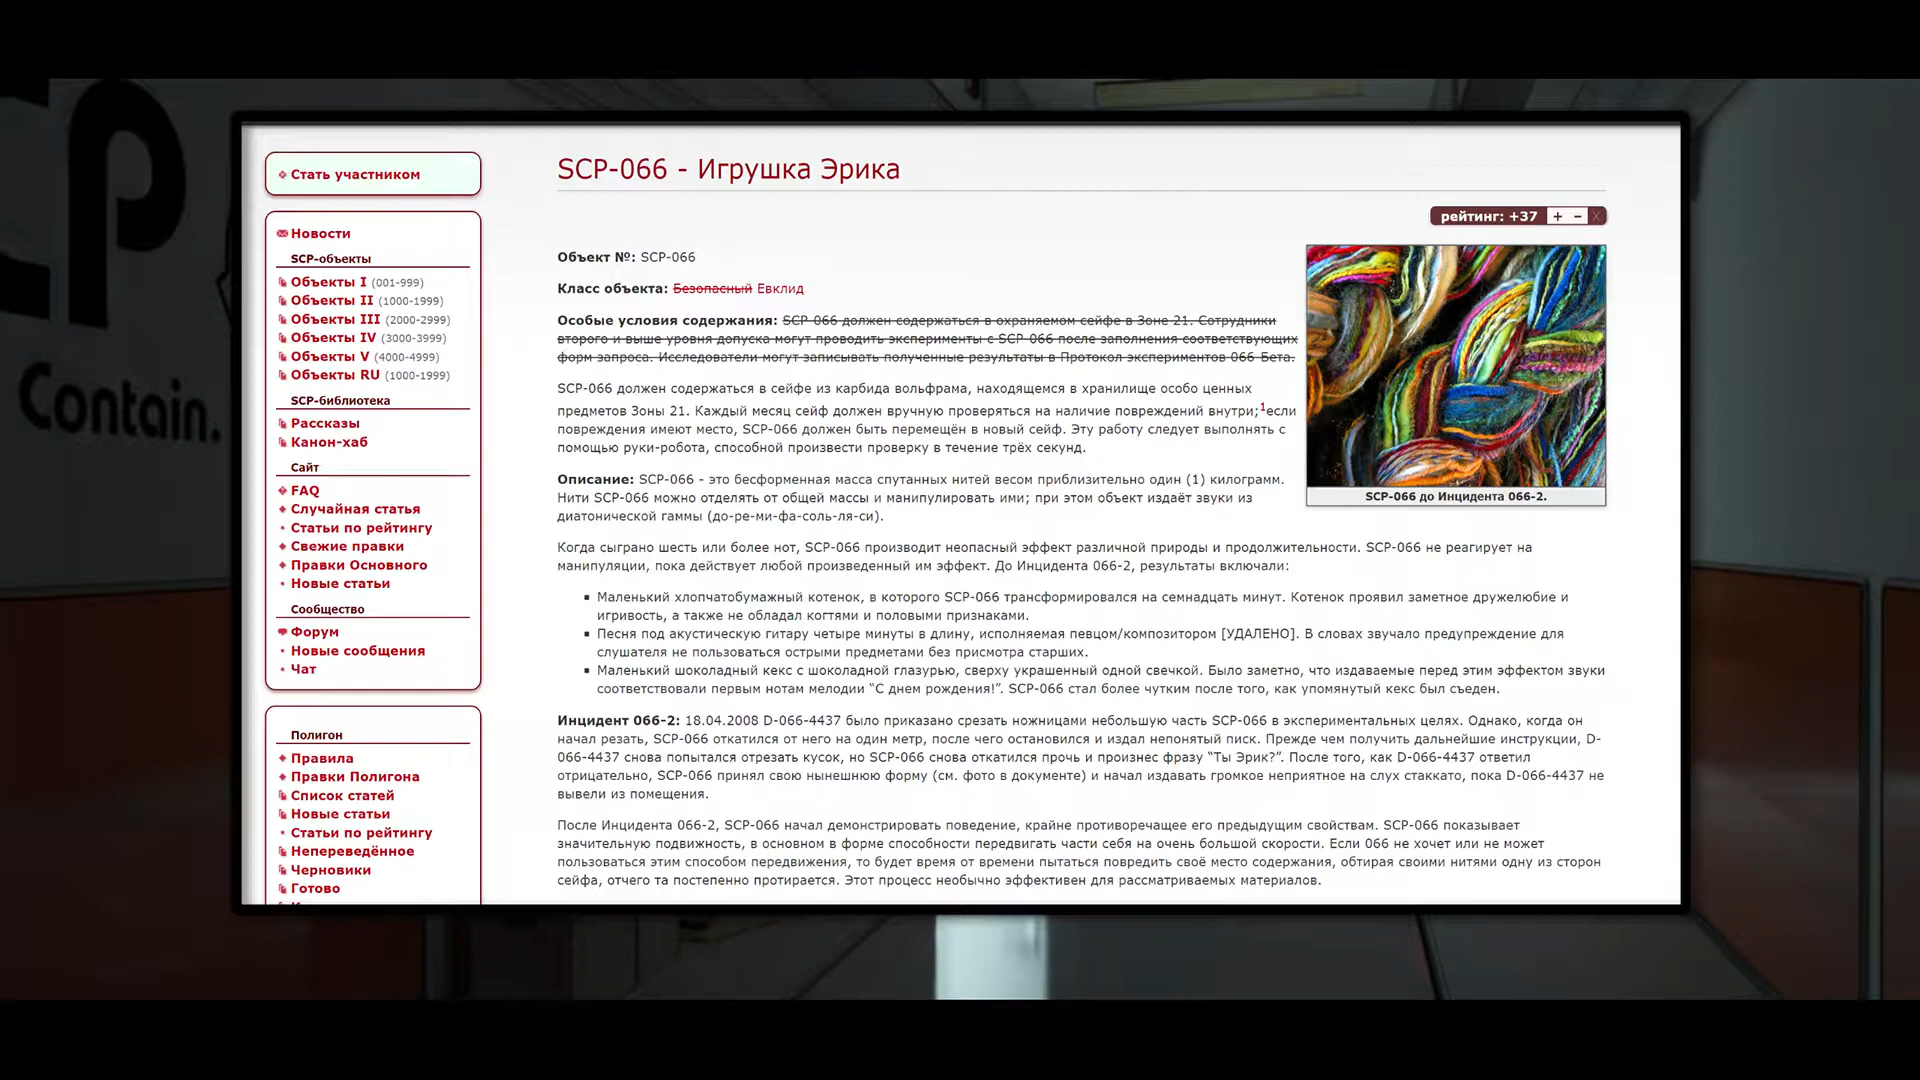 P
Contain.
Стать участником
Новости
SCP-объекты
Объекты I (001-999)
Объекты II (1000-1999)
Объекты III (2000-2999)
Объекты IV (3000-3999)
Объекты V (4000-4999)
Объекты RU (1000-1999)
SCP-библиотека
Рассказы
Канон-хаб
Сайт
FAQ
Случайная статья
Статьи по рейтингу
Свежие правки
Правки Основного
Новые статьи
Сообщество
Форум
Новые сообщения
Чат
Полигон
Правила
Правки Полигона
Список статей
Новые статьи
Статьи по рейтингу
Непереведённое
Черновики
Готово
SCP-066 - Игрушка Эрика
рейтинг: +37 + – X
Объект №: SCP-066
Класс объекта: Безопасный Евклид
Особые условия содержания: SCP-066 должен содержаться в охраняемом сейфе в Зоне 21. Сотрудники
второго и выше уровня допуска могут проводить эксперименты с SCP-066 после заполнения соответствующих
форм запроса. Исследователи могут записывать полученные результаты в Протокол экспериментов 066-Бета.
SCP-066 должен содержаться в сейфе из карбида вольфрама, находящемся в хранилище особо ценных
предметов Зоны 21. Каждый месяц сейф должен вручную проверяться на наличие повреждений внутри;1если
повреждения имеют место, SCP-066 должен быть перемещён в новый сейф. Эту работу следует выполнять с
помощью руки-робота, способной произвести проверку в течение трёх секунд.
SCP-066 до Инцидента 066-2.
Описание: SCP-066 - это бесформенная масса спутанных нитей весом приблизительно один (1) килограмм.
Нити SCP-066 можно отделять от общей массы и манипулировать ими; при этом объект издаёт звуки из
диатонической гаммы (до-ре-ми-фа-соль-ля-си).
Когда сыграно шесть или более нот, SCP-066 производит неопасный эффект различной природы и продолжительности. SCP-066 не реагирует на
манипуляции, пока действует любой произведенный им эффект. До Инцидента 066-2, результаты включали:
Маленький хлопчатобумажный котенок, в которого SCP-066 трансформировался на семнадцать минут. Котенок проявил заметное дружелюбие и
игривость, а также не обладал когтями и половыми признаками.
Песня под акустическую гитару четыре минуты в длину, исполняемая певцом/композитором [УДАЛЕНО]. В словах звучало предупреждение для
слушателя не пользоваться острыми предметами без присмотра старших.
Маленький шоколадный кекс с шоколадной глазурью, сверху украшенный одной свечкой. Было заметно, что издаваемые перед этим эффектом звуки
соответствовали первым нотам мелодии “С днем рождения!”. SCP-066 стал более чутким после того, как упомянутый кекс был съеден.
Инцидент 066-2: 18.04.2008 D-066-4437 было приказано срезать ножницами небольшую часть SCP-066 в экспериментальных целях. Однако, когда он
начал резать, SCP-066 откатился от него на один метр, после чего остановился и издал непонятый писк. Прежде чем получить дальнейшие инструкции, D-
066-4437 снова попытался отрезать кусок, но SCP-066 снова откатился прочь и произнес фразу “Ты Эрик?”. После того, как D-066-4437 ответил
отрицательно, SCP-066 принял свою нынешнюю форму (см. фото в документе) и начал издавать громкое неприятное на слух стаккато, пока D-066-4437 не
вывели из помещения.
После Инцидента 066-2, SCP-066 начал демонстрировать поведение, крайне противоречащее его предыдущим свойствам. SCP-066 показывает
значительную подвижность, в основном в форме способности передвигать части себя на очень большой скорости. Если 066 не хочет или не может
пользоваться этим способом передвижения, то будет время от времени пытаться повредить своё место содержания, обтирая своими нитями одну из сторон
сейфа, отчего та постепенно протирается. Этот процесс необычно эффективен для рассматриваемых материалов.